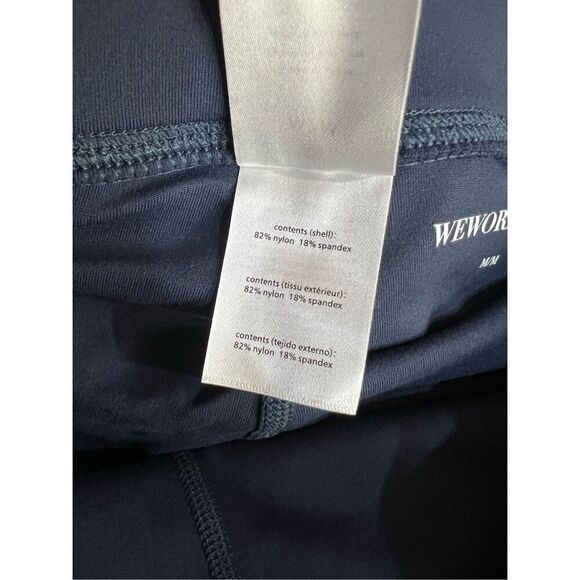 contents (shell):
82% nylon 18% spandex
contents (tissu extérieur):
82% nylon 18% spandex
contents (tejido externo):
82% nylon 18% spandex
M/M